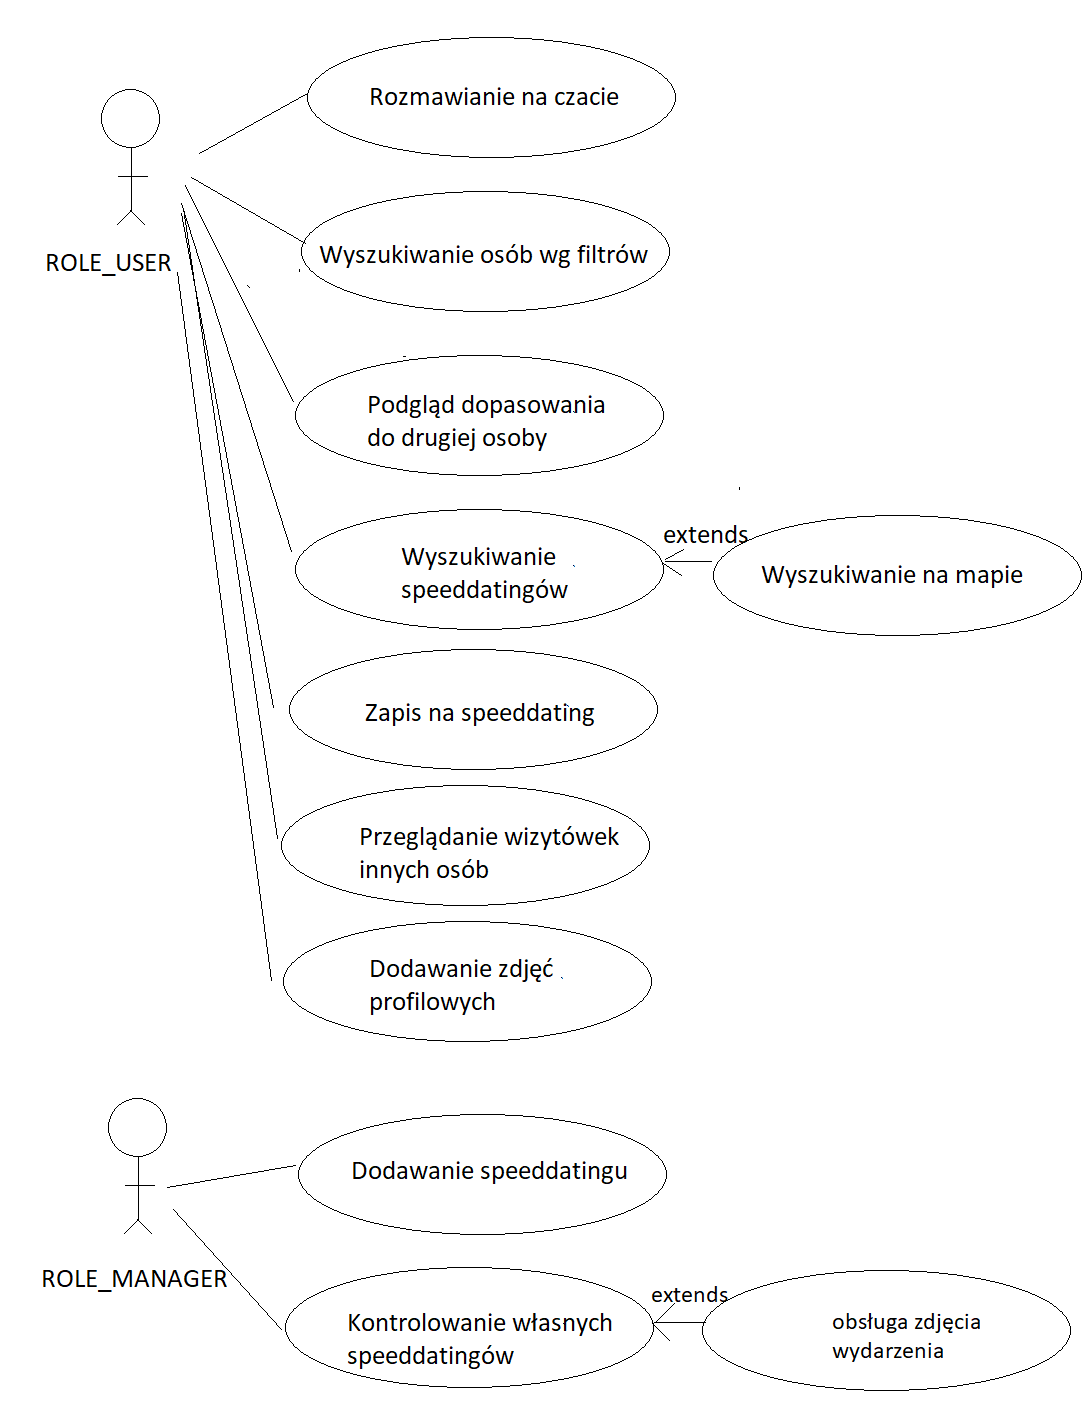 Rozmawianie na czacie
ROLE_USER
Wyszukiwanie osób wg filtrów
Podgląd dopasowania
do drugiej osoby
Wyszukiwanie
speeddatingów
extends
Wyszukiwanie na mapie
Zapis na speeddating
Przeglądanie wizytówek
innych osób
Dodawanie zdjęć
profilowych
ROLE_MANAGER
Dodawanie speeddatingu
Kontrolowanie własnych
speeddatingów
extends
obsługa zdjęcia
wydarzenia